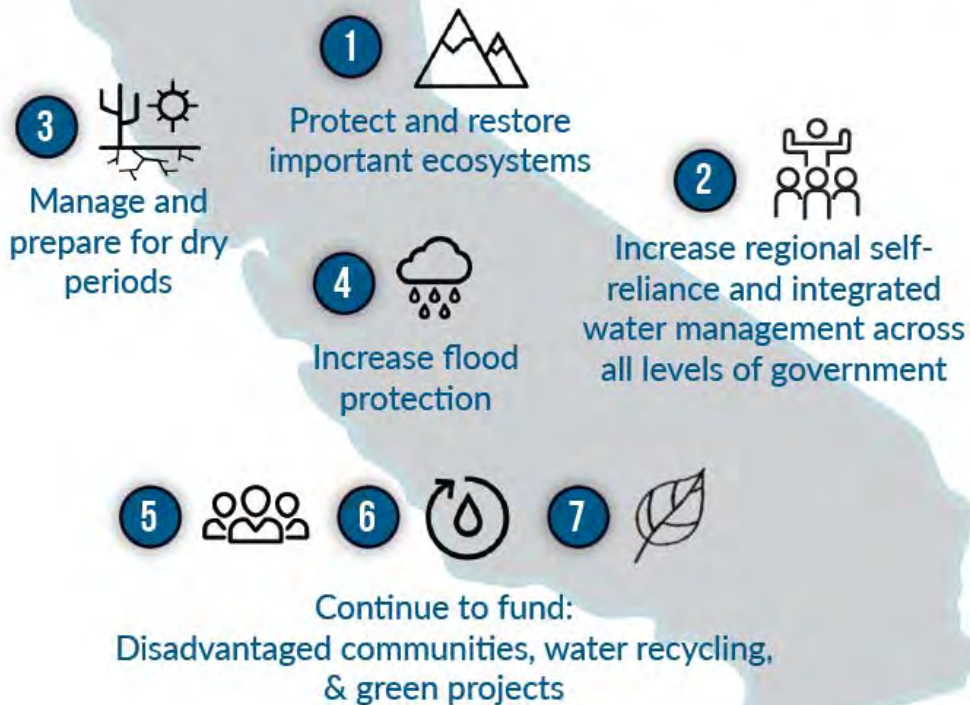 1
Protect and restore
important ecosystems
2
Increase regional self-
reliance and integrated
water management across
all levels of government
3
Manage and
prepare for dry
periods
4
Increase flood
protection
5 6 7
Continue to fund:
Disadvantaged communities, water recycling,
& green projects